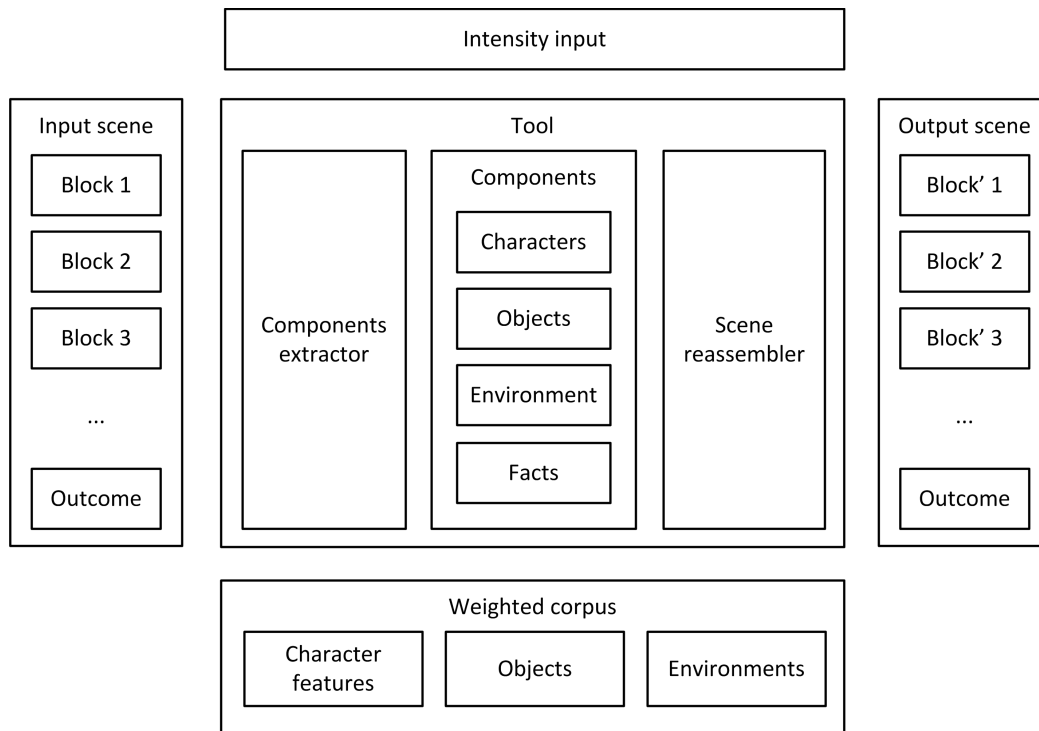 Intensity input
Input scene
Block 1
Block 2
Block 3
...
Outcome
Tool
Components
extractor
Components
Characters
Objects
Environment
Facts
Scene
reassembler
Output scene
Block’ 1
Block’ 2
Block’ 3
...
Outcome
Weighted corpus
Character
features
Objects
Environments